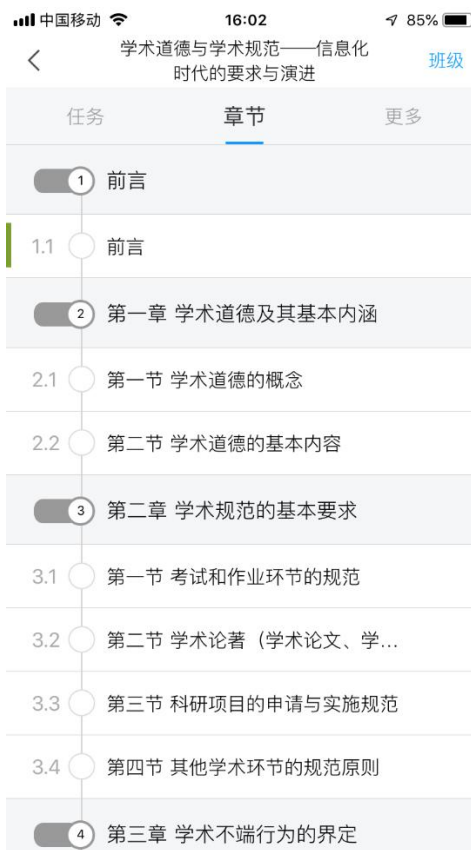 中国移动 16:02 85%
学术道德与学术规范——信息化
时代的要求与演进
班级
任务 章节 更多
1 前言
1.1 前言
2 第一章 学术道德及其基本内涵
2.1 第一节 学术道德的概念
2.2 第二节 学术道德的基本内容
3 第二章 学术规范的基本要求
3.1 第一节 考试和作业环节的规范
3.2 第二节 学术论著（学术论文、学...
3.3 第三节 科研项目的申请与实施规范
3.4 第四节 其他学术环节的规范原则
4 第三章 学术不端行为的界定